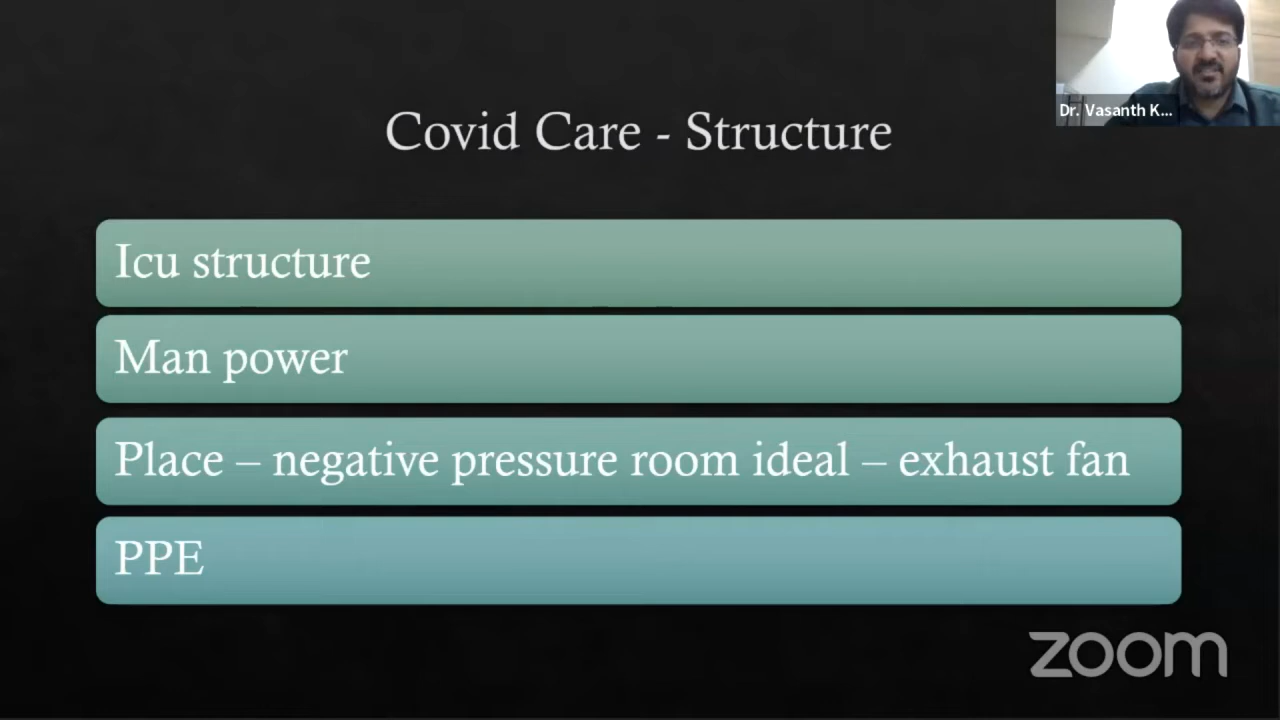 Dr. Vasanth K...
Covid Care - Structure
Icu structure
Man power
Place – negative pressure room ideal – exhaust fan
PPE
zoom